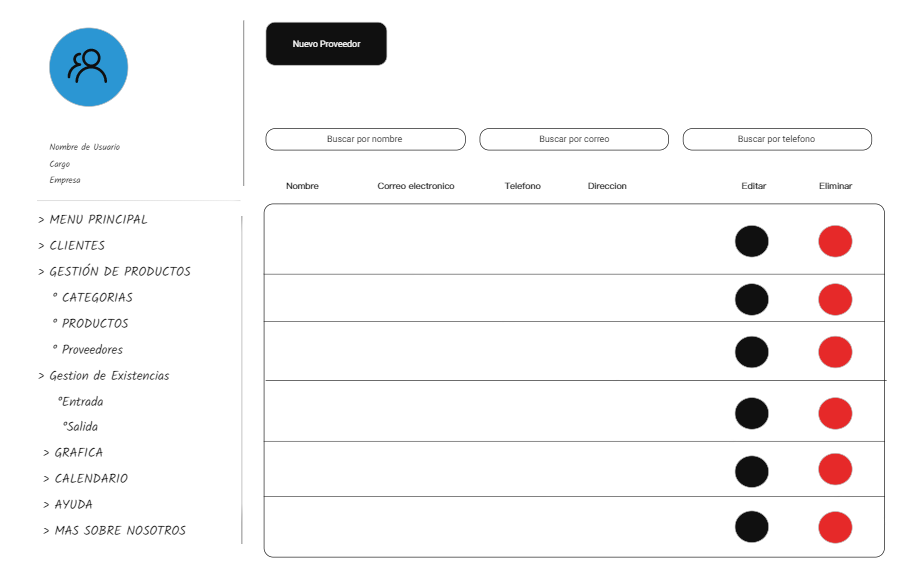 Nombre de Usuario
Cargo
Empresa
> MENU PRINCIPAL
> CLIENTES
> GESTIÓN DE PRODUCTOS
° CATEGORIAS
° PRODUCTOS
° Proveedores
> Gestion de Existencias
°Entrada
°Salida
> GRAFICA
> CALENDARIO
> AYUDA
> MAS SOBRE NOSOTROS
Nuevo Proveedor
Buscar por nombre Buscar por correo Buscar por telefono
Nombre Correo electronico Telefono Direccion Editar Eliminar